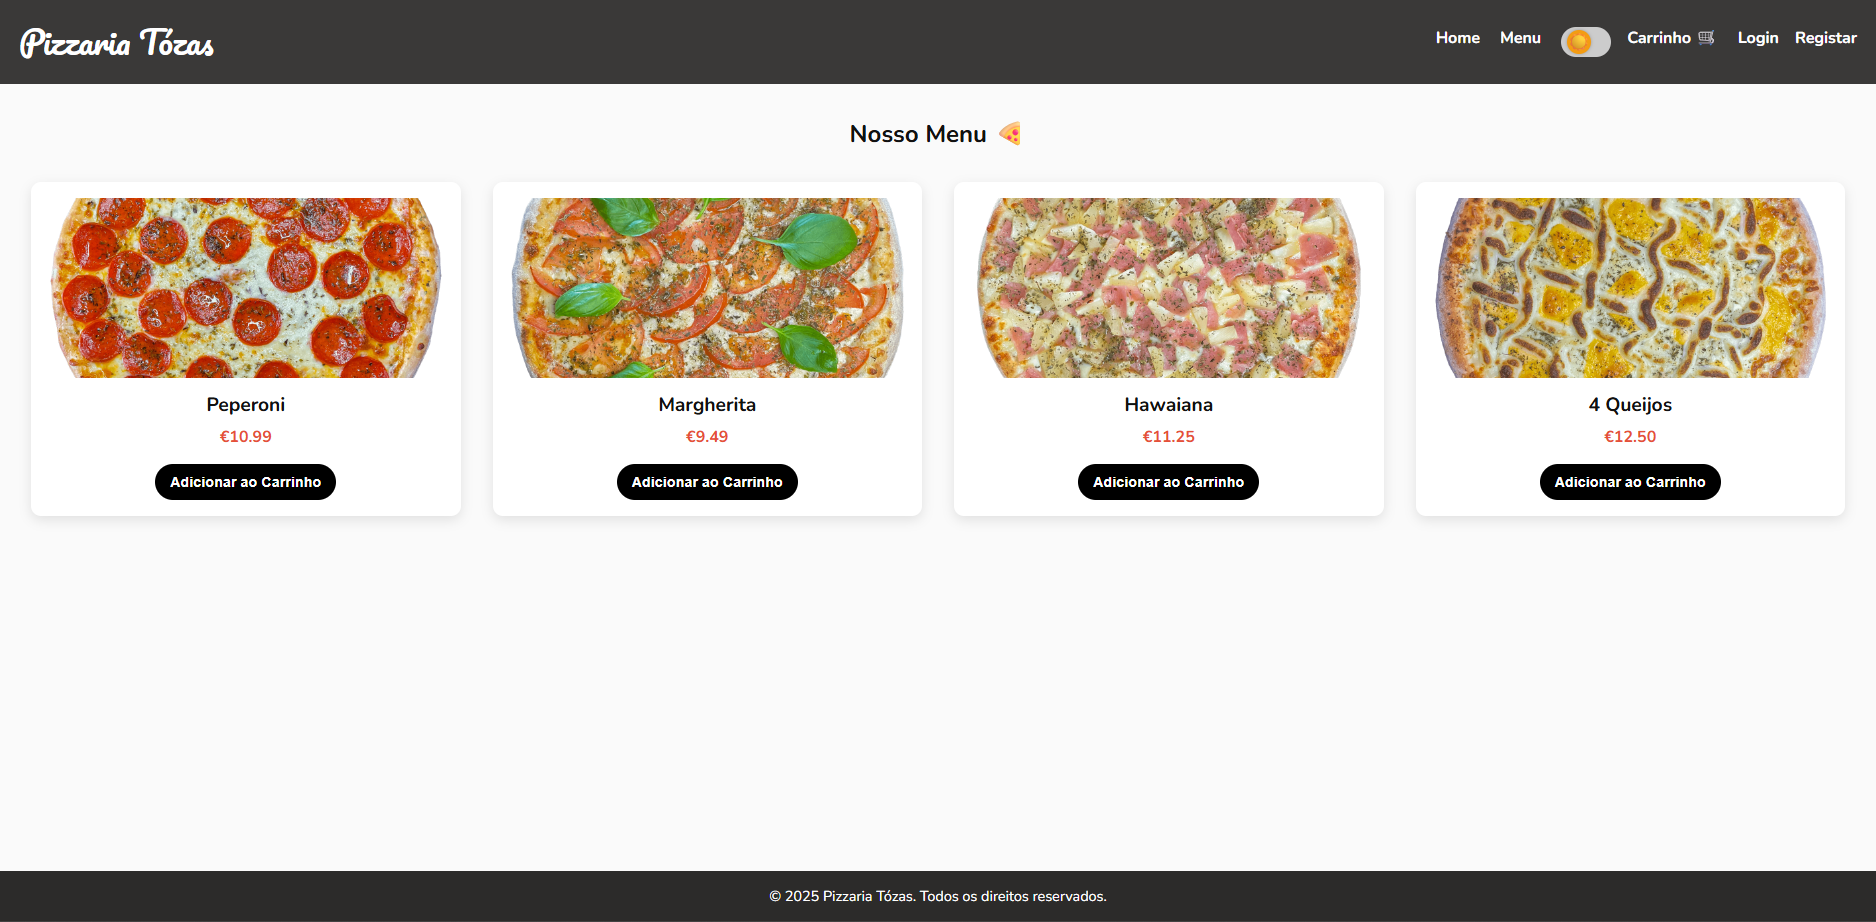 Pizzaria Tózas
Home Menu Carrinho Login Registar
Nosso Menu
Peperoni
€10.99
Adicionar ao Carrinho
Margherita
€9.49
Adicionar ao Carrinho
Hawaiana
€11.25
Adicionar ao Carrinho
4 Queijos
€12.50
Adicionar ao Carrinho
© 2025 Pizzaria Tózas. Todos os direitos reservados.